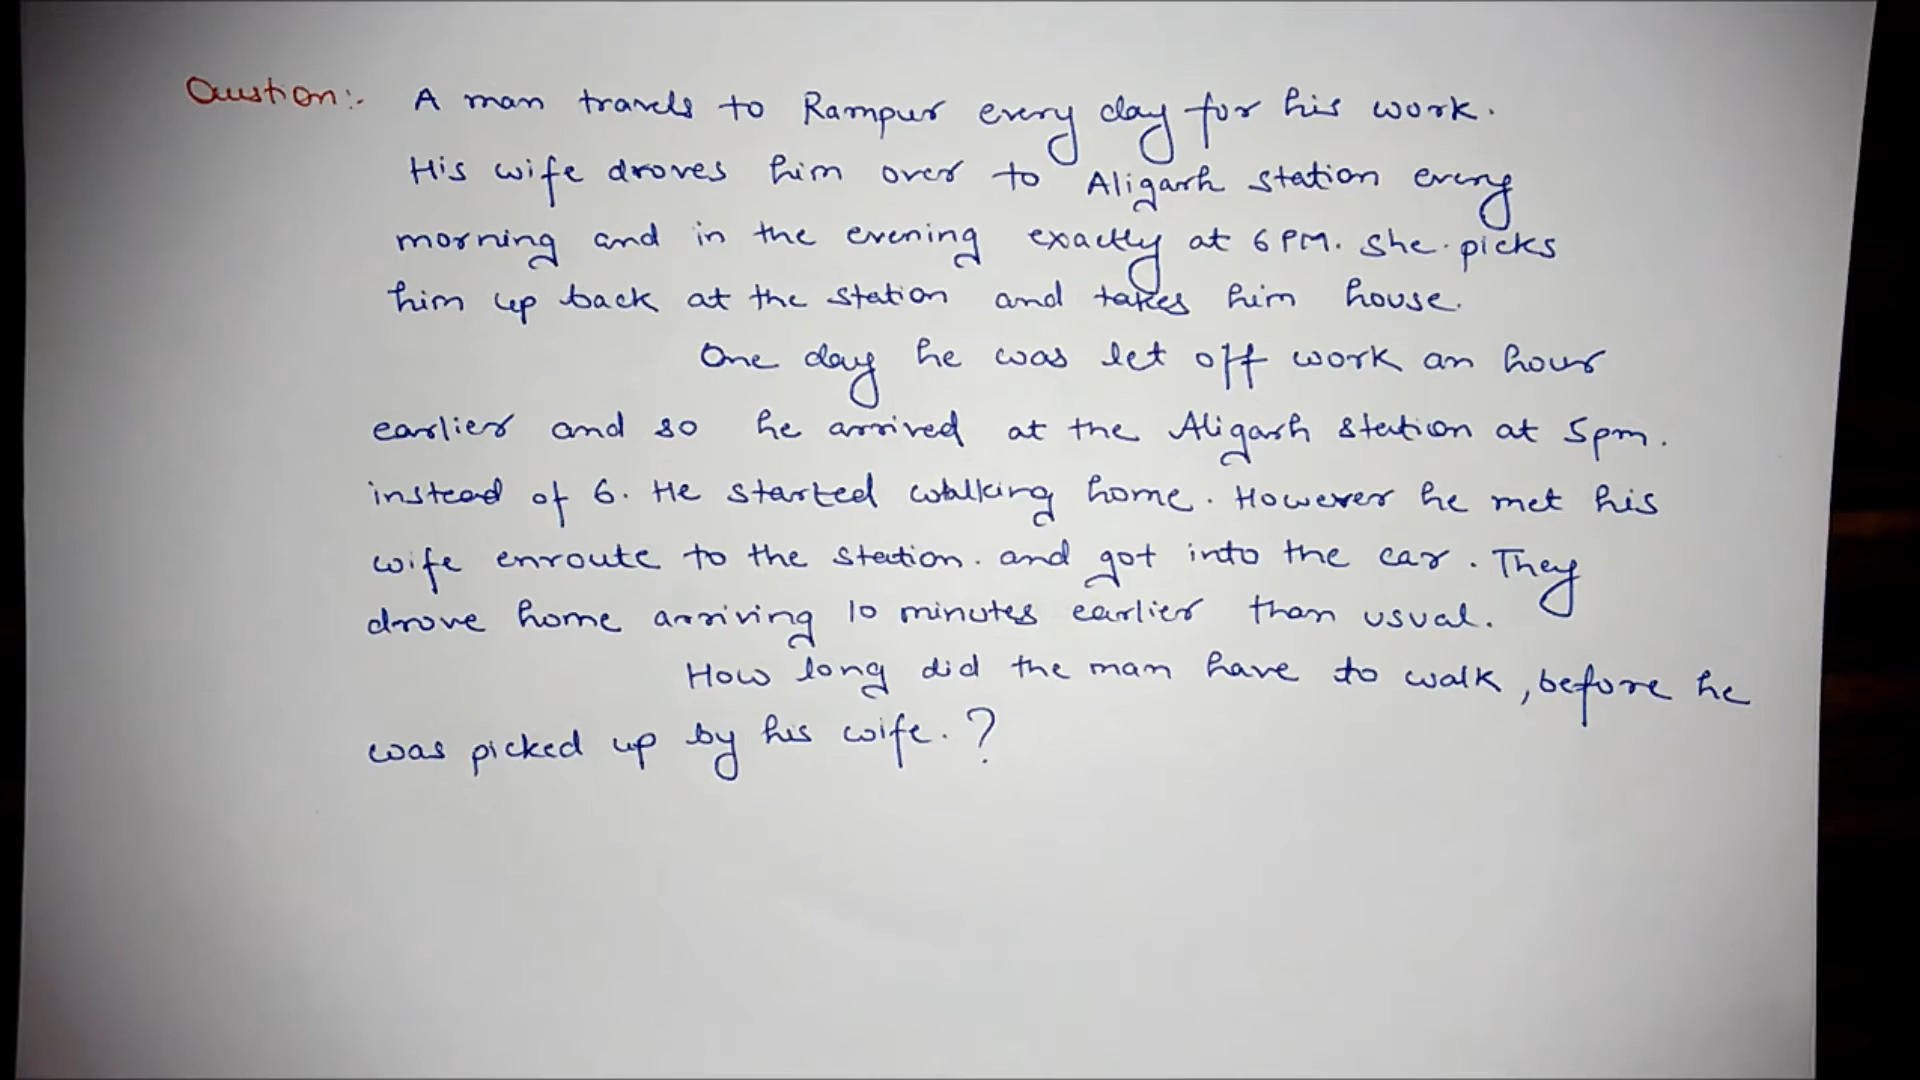 Question:- A man travels to Rampur every day for his work.
His wife droves him over to Aligarh station every
morning and in the evening exactly at 6 PM. she picks
him up back at the station and takes him house.
One day he was let off work an hour
earlier and so he arrived at the Aligarh station at 5pm.
instead of 6. He started walking home. However he met his
wife enroute to the station. and got into the car. They
drove home arriving 10 minutes earlier than usual.
How long did the man have to walk, before he
was picked up by his wife. ?